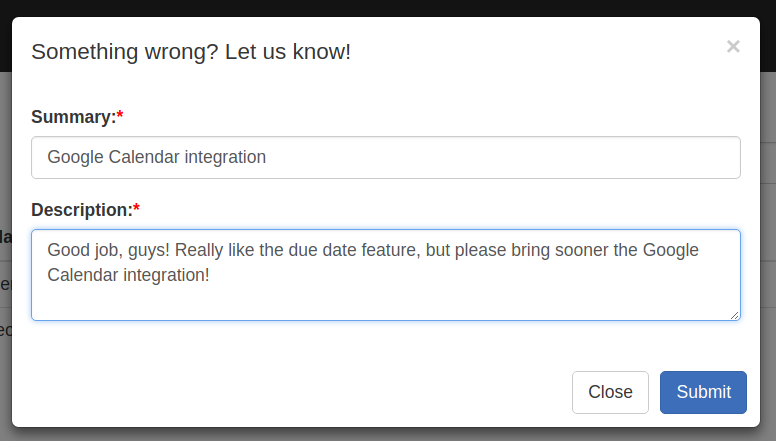 Something wrong? Let us know!
×
Summary:*
Google Calendar integration
Description:*
Good job, guys! Really like the due date feature, but please bring sooner the Google
Calendar integration!
Close
Submit